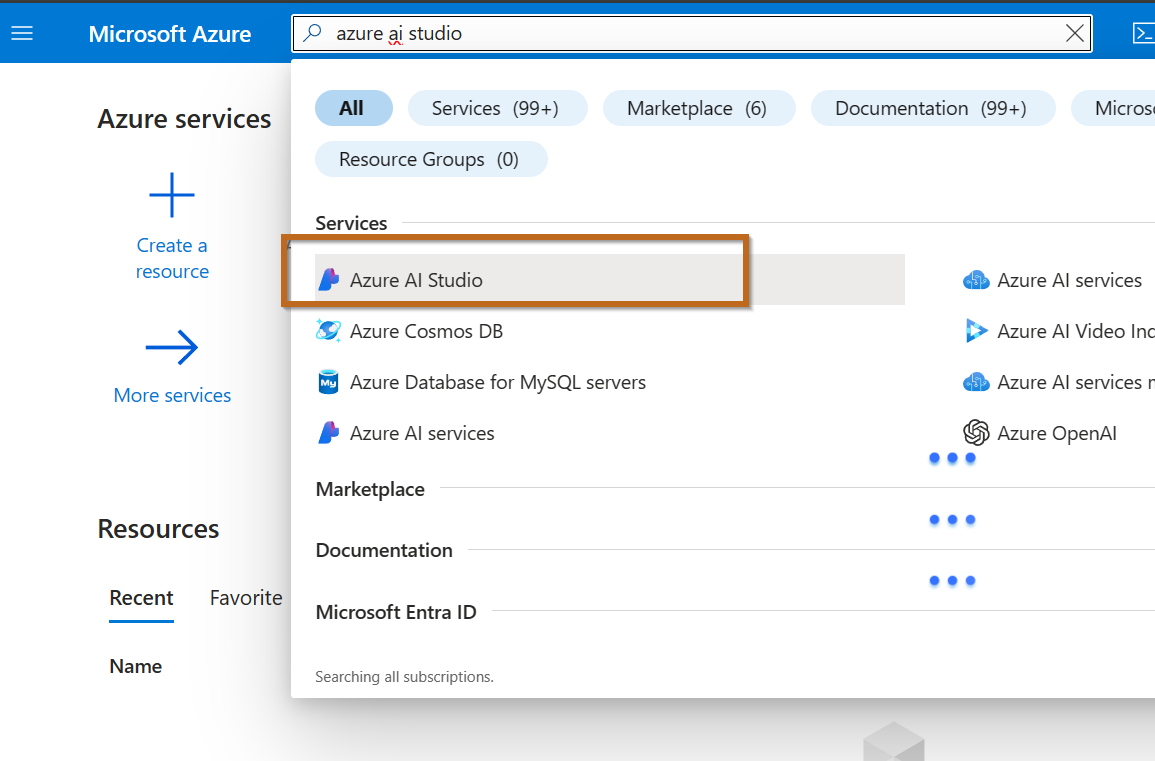 Microsoft Azure
azure ai studio
All
Services (99+)
Marketplace (6)
Documentation (99+)
Micros
Resource Groups (0)
Azure services
Create a
resource
More services
Services
Azure AI Studio
Azure AI services
Azure Cosmos DB
Azure AI Video Inc
My
Azure Database for MySQL servers
Azure AI services m
Azure AI services
Azure OpenAI
Marketplace
Documentation
Microsoft Entra ID
Searching all subscriptions.
Resources
Recent
Favorite
Name